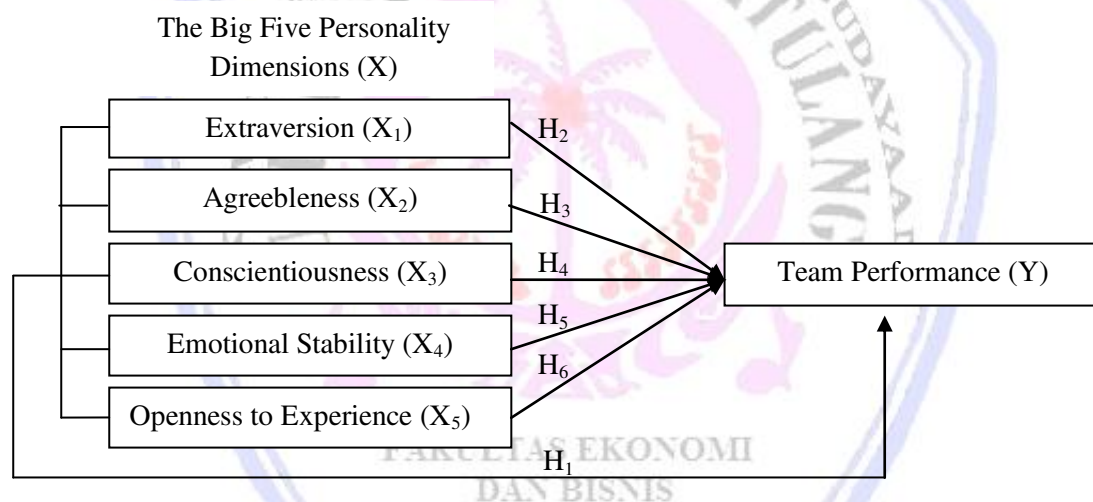 The Big Five Personality
Dimensions (X)
Extraversion (X₁)
H₂
Agreebleness (X₂)
H₃
Conscientiousness (X₃)
H₄
Team Performance (Y)
Emotional Stability (X₄)
H₅
H₆
Openness to Experience (X₅)
FAKULTAS EKONOMI
H₁
DAN BISNIS